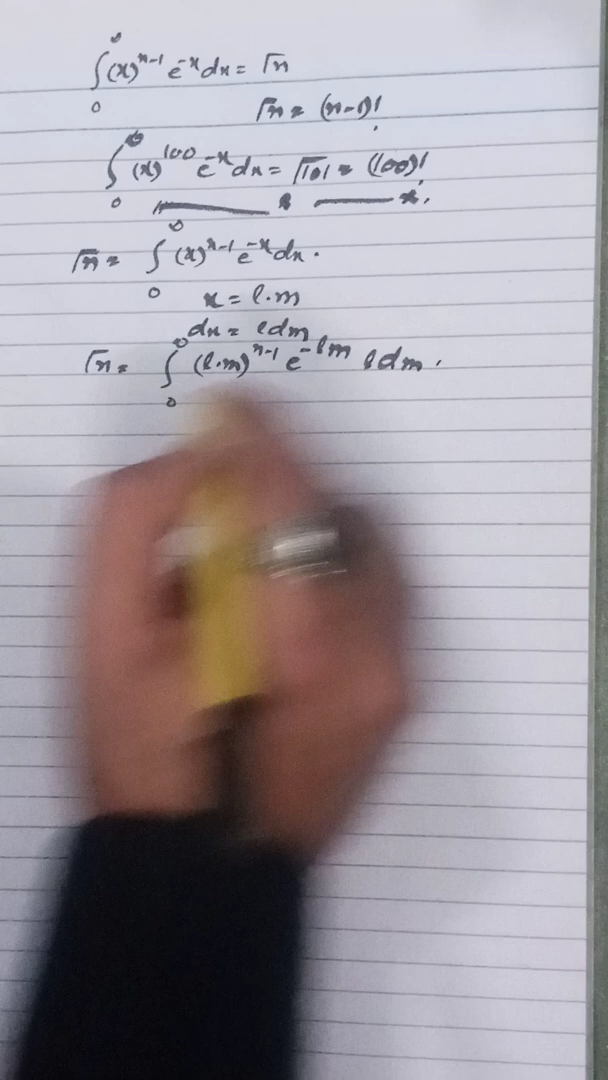 ∫₀^∞ (x)ⁿ⁻¹ e⁻ˣ dx = Γn
Γn = (n-1)!
∫₀^∞ (x)¹⁰⁰ e⁻ˣ dx = Γ101 = (100)!
Γn = ∫₀^∞ (x)ⁿ⁻¹ e⁻ˣ dx.
x = l.m
dx = ldm
Γn = ∫₀^∞ (l.m)ⁿ⁻¹ e⁻ˡᵐ ldm.